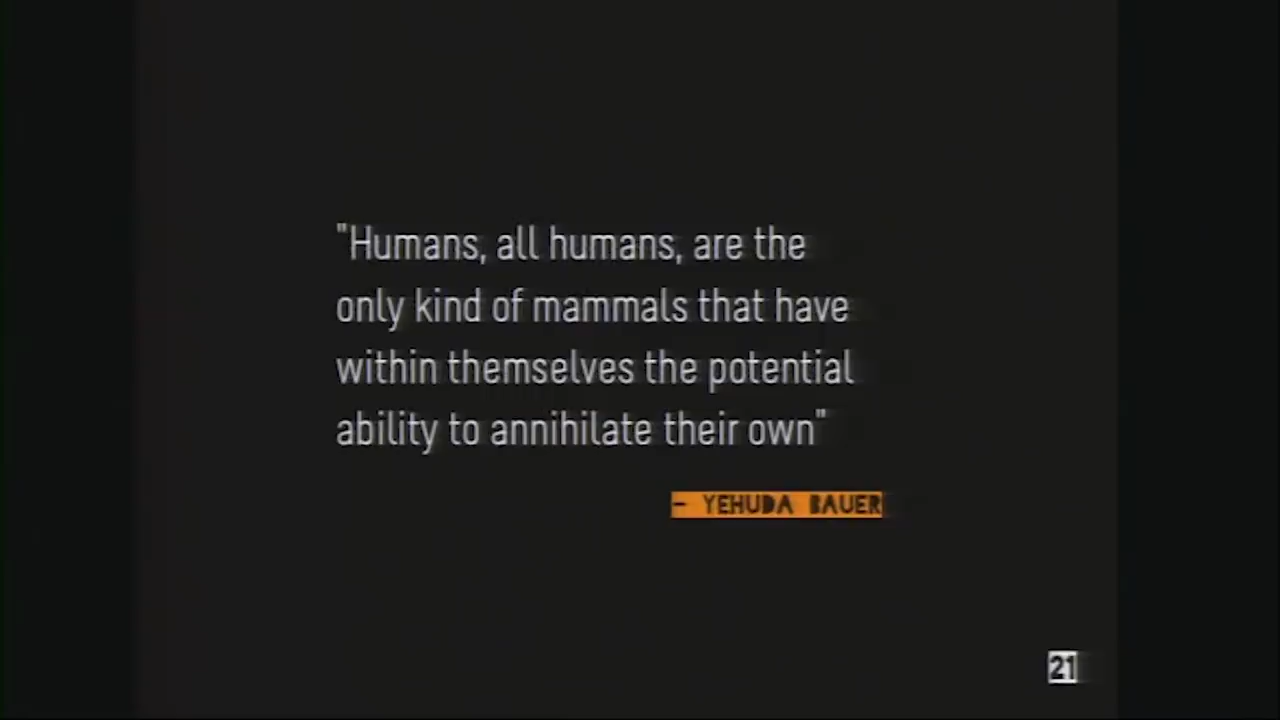 "Humans, all humans, are the
only kind of mammals that have
within themselves the potential
ability to annihilate their own"
- YEHUDA BAUER
21